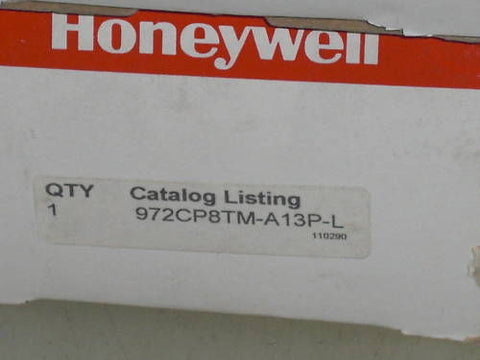 Honeywell
QTY Catalog Listing
1 972CP8TM-A13P-L
110290